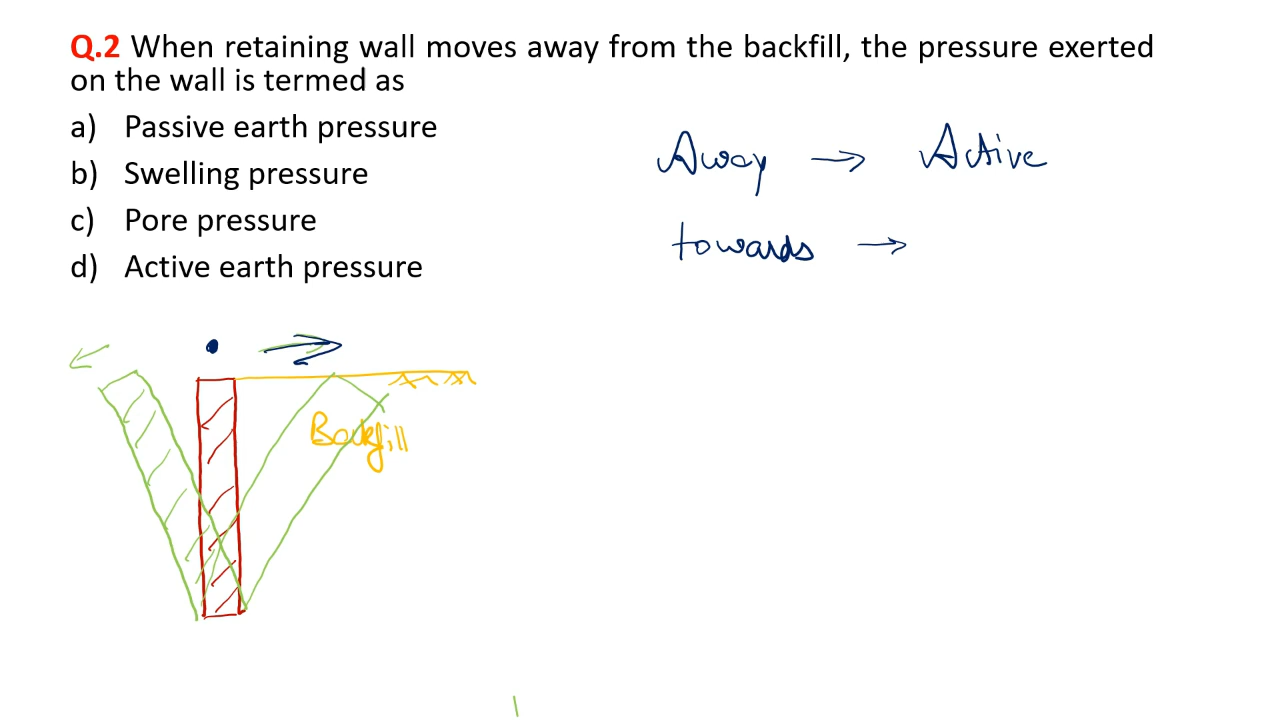 Q.2 When retaining wall moves away from the backfill, the pressure exerted
on the wall is termed as
a) Passive earth pressure
b) Swelling pressure
c) Pore pressure
d) Active earth pressure
Away → Active
towards →
Backfill